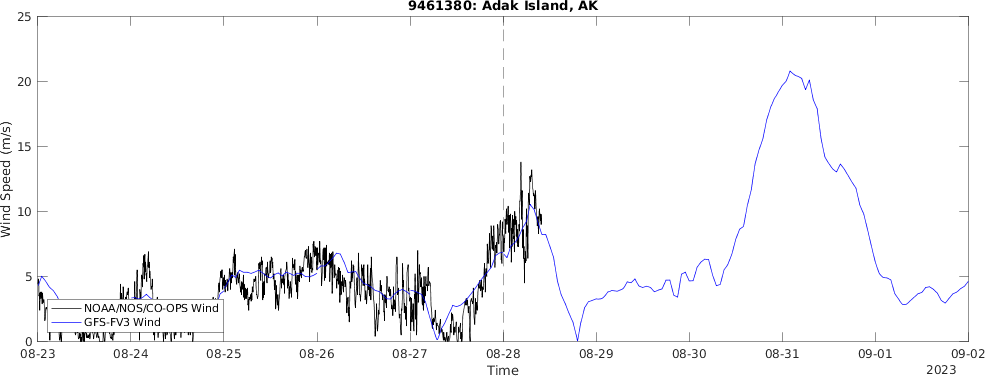 9461380: Adak Island, AK
Wind Speed (m/s)
25
20
15
10
5
0
NOAA/NOS/CO-OPS Wind
GFS-FV3 Wind
08-23 08-24 08-25 08-26 08-27 08-28 08-29 08-30 08-31 09-01 09-02
Time
2023